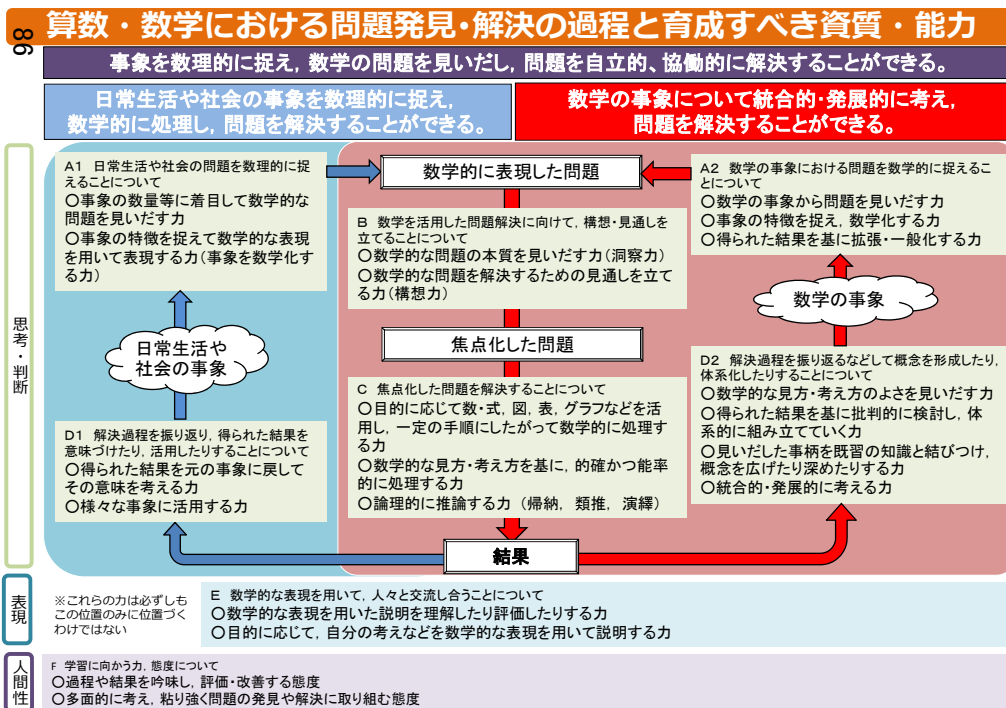 86
算数・数学における問題発見・解決の過程と育成すべき資質・能力
事象を数理的に捉え，数学の問題を見いだし，問題を自立的、協働的に解決することができる。
日常生活や社会の事象を数理的に捉え，
数学的に処理し，問題を解決することができる。
数学の事象について統合的・発展的に考え，
問題を解決することができる。
思考・判断
A1　日常生活や社会の問題を数理的に捉
えることについて
〇事象の数量等に着目して数学的な
問題を見いだす力
〇事象の特徴を捉えて数学的な表現
を用いて表現する力（事象を数学化す
る力）
日常生活や
社会の事象
D1　解決過程を振り返り，得られた結果を
意味づけたり，活用したりすることについて
〇得られた結果を元の事象に戻して
その意味を考える力
〇様々な事象に活用する力
数学的に表現した問題
B　数学を活用した問題解決に向けて，構想・見通しを
立てることについて
〇数学的な問題の本質を見いだす力（洞察力）
〇数学的な問題を解決するための見通しを立て
る力（構想力）
焦点化した問題
C　焦点化した問題を解決することについて
〇目的に応じて数・式，図，表，グラフなどを活
用し，一定の手順にしたがって数学的に処理す
る力
〇数学的な見方・考え方を基に，的確かつ能率
的に処理する力
〇論理的に推論する力（帰納，類推，演繹）
結果
A2　数学の事象における問題を数学的に捉えるこ
とについて
〇数学の事象から問題を見いだす力
〇事象の特徴を捉え，数学化する力
〇得られた結果を基に拡張・一般化する力
数学の事象
D2　解決過程を振り返るなどして概念を形成したり，
体系化したりすることについて
〇数学的な見方・考え方のよさを見いだす力
〇得られた結果を基に批判的に検討し，体
系的に組み立てていく力
〇見いだした事柄を既習の知識と結びつけ，
概念を広げたり深めたりする力
〇統合的・発展的に考える力
表現
※これらの力は必ずしも
この位置のみに位置づく
わけではない
E　数学的な表現を用いて，人々と交流し合うことについて
〇数学的な表現を用いた説明を理解したり評価したりする力
〇目的に応じて，自分の考えなどを数学的な表現を用いて説明する力
人間性
F　学習に向かう力，態度について
〇過程や結果を吟味し，評価・改善する態度
〇多面的に考え，粘り強く問題の発見や解決に取り組む態度